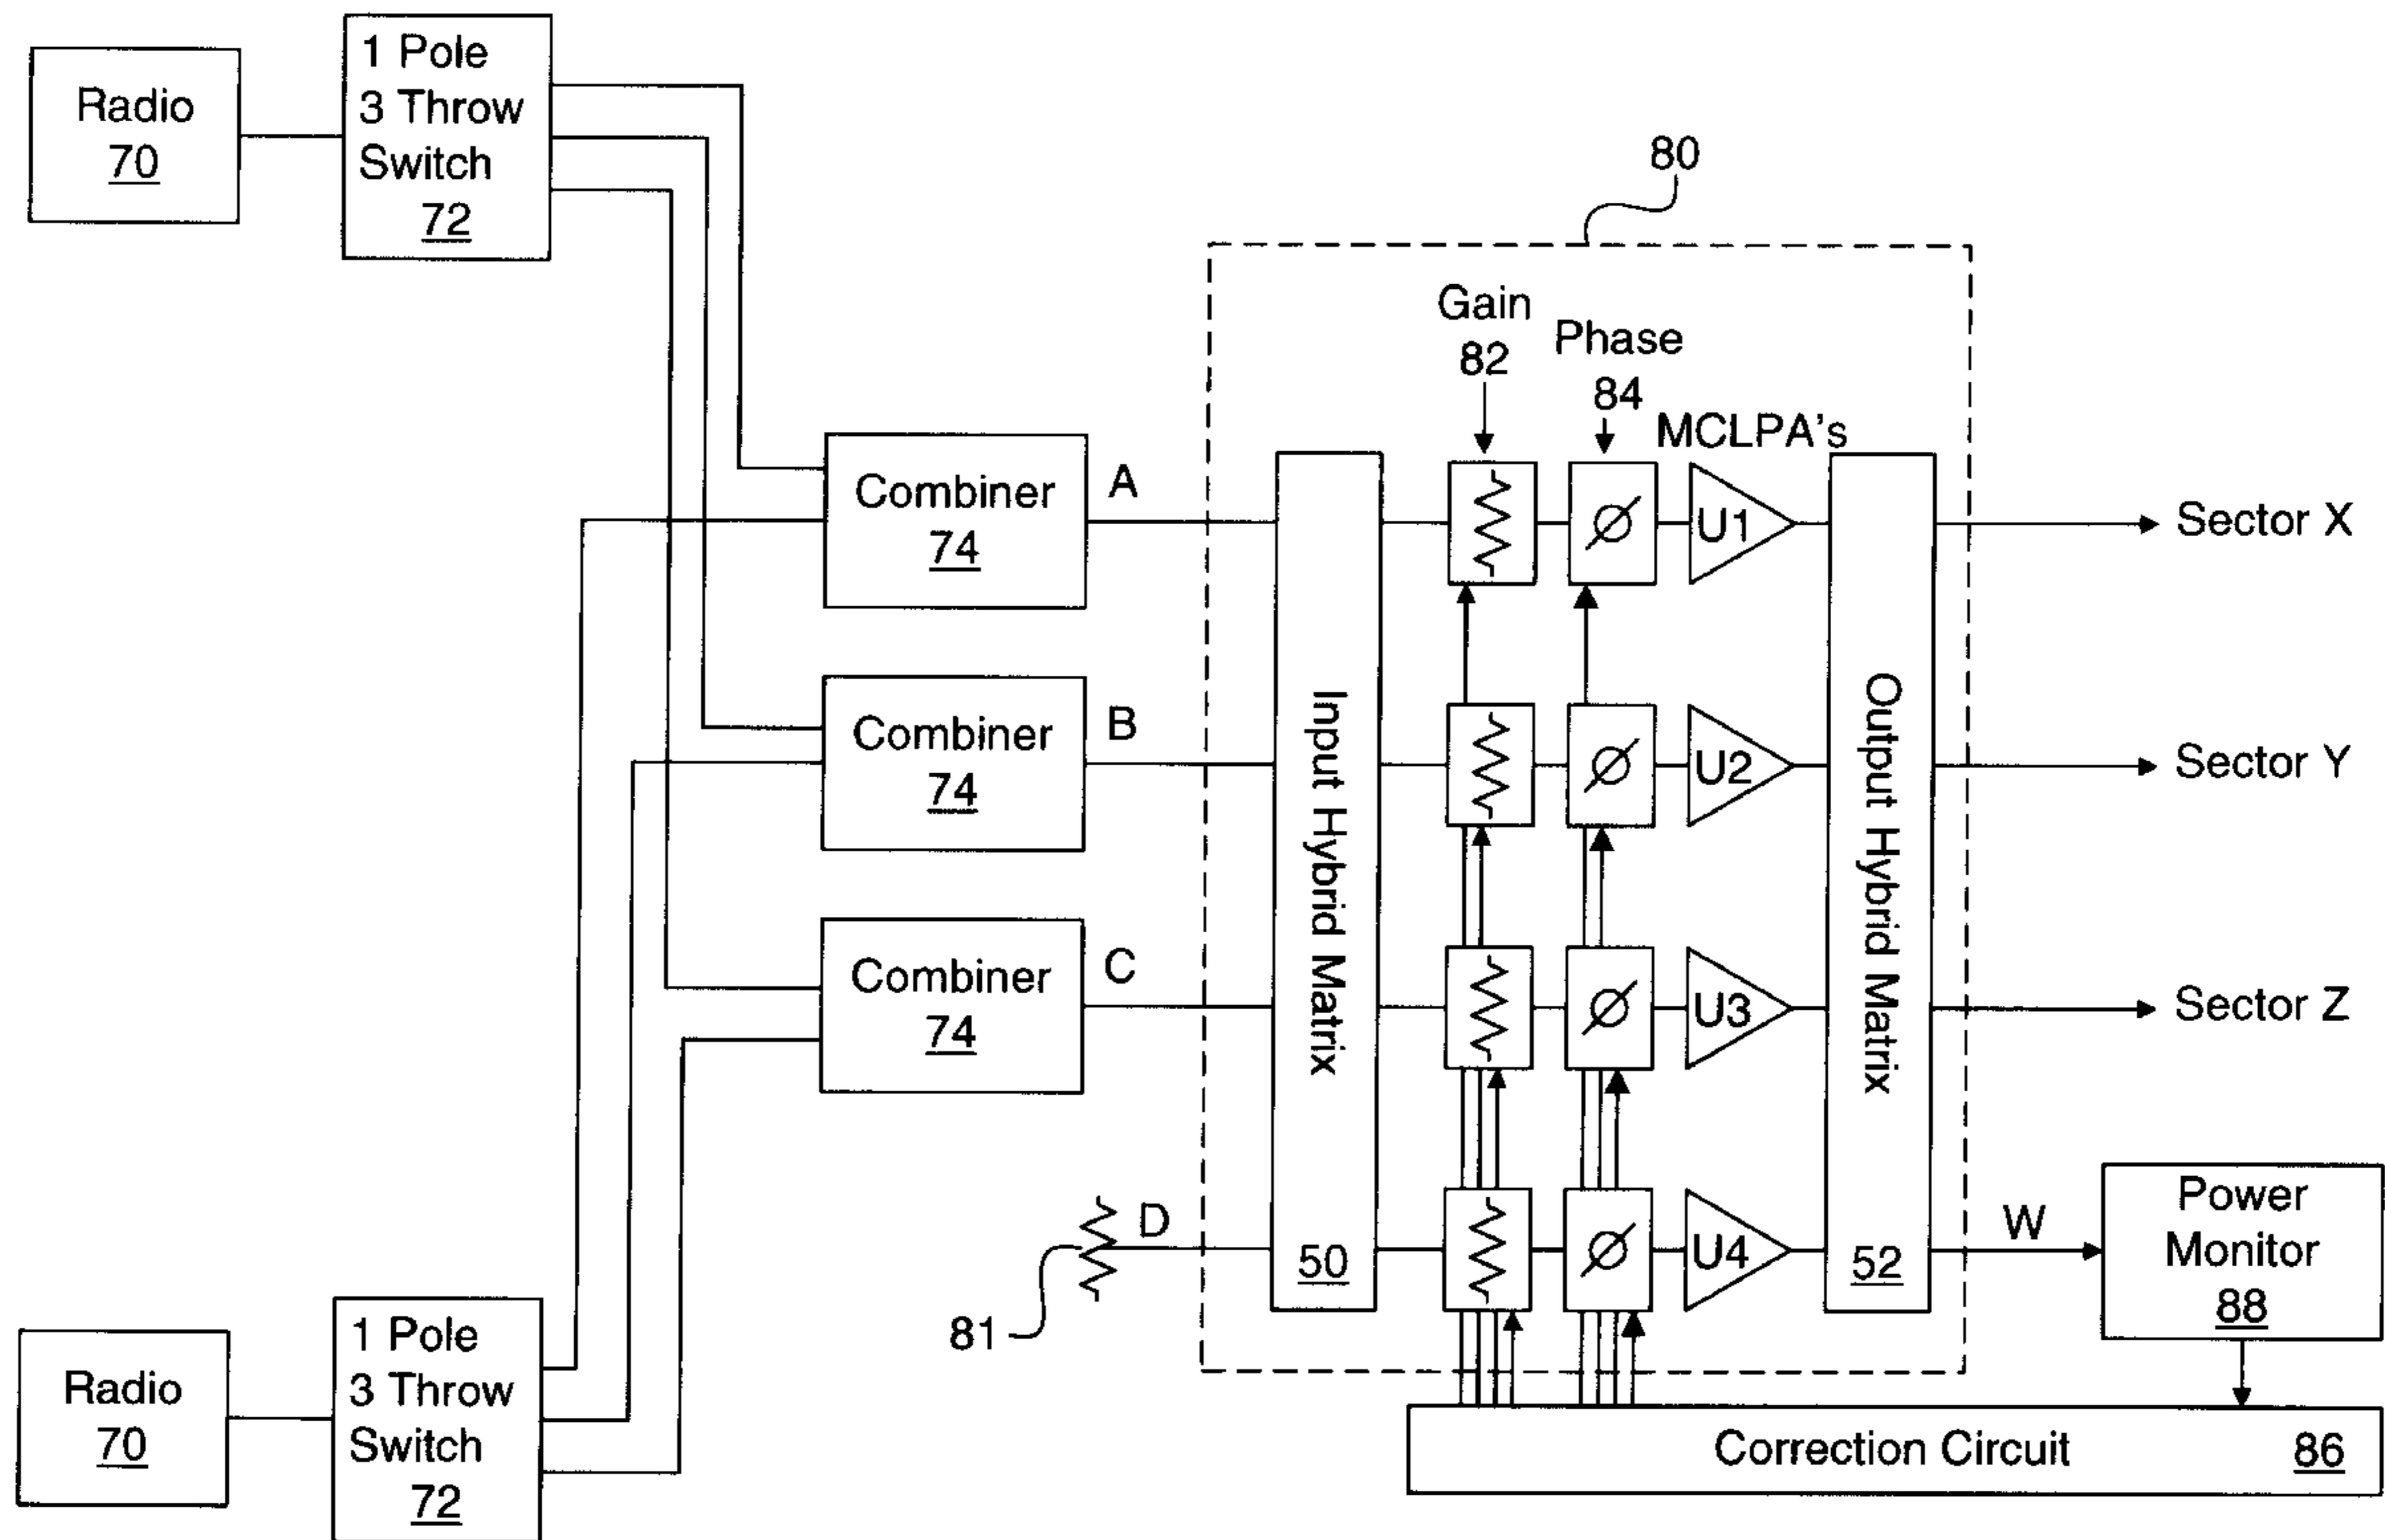 Radio
70
1 Pole
3 Throw
Switch
72
80
Gain
82
Phase
84
MCLPA's
Combiner
74
A
U1
Sector X
Combiner
74
B
U2
Sector Y
Input Hybrid Matrix
50
Output Hybrid Matrix
52
Combiner
74
C
U3
Sector Z
D
81
U4
W
Power
Monitor
88
Radio
70
1 Pole
3 Throw
Switch
72
Correction Circuit 86